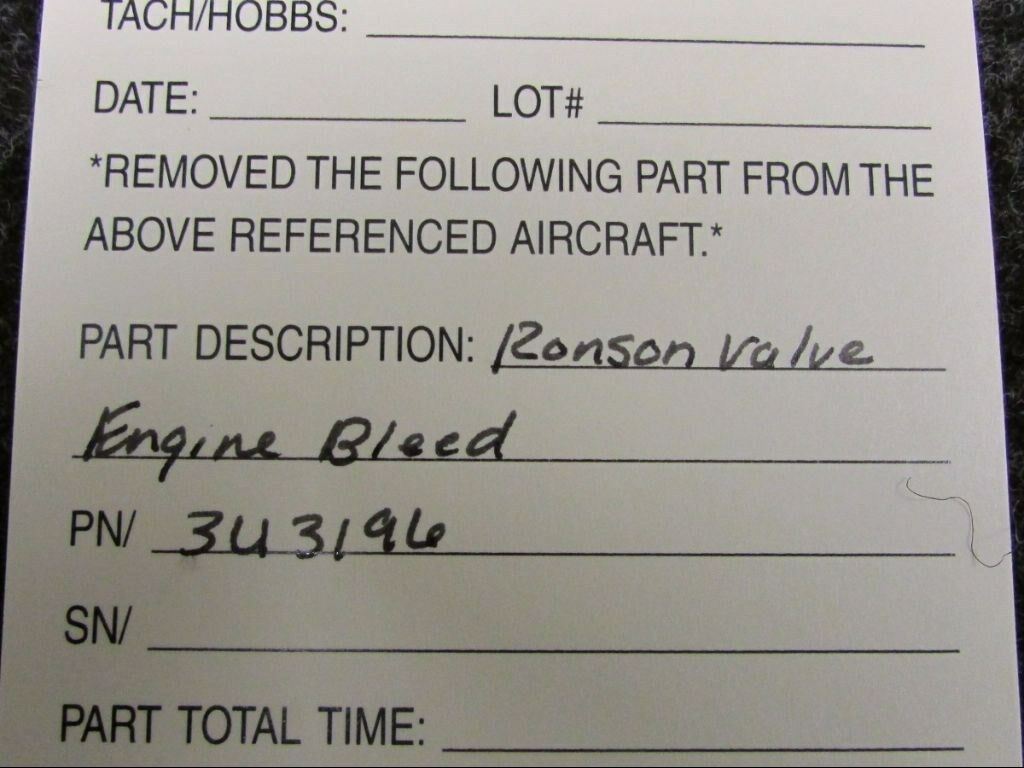 TACH/HOBBS:
DATE: LOT#
*REMOVED THE FOLLOWING PART FROM THE
ABOVE REFERENCED AIRCRAFT.*
PART DESCRIPTION: Ronson Valve
Engine Bleed
PN/ 3U3196
SN/
PART TOTAL TIME: